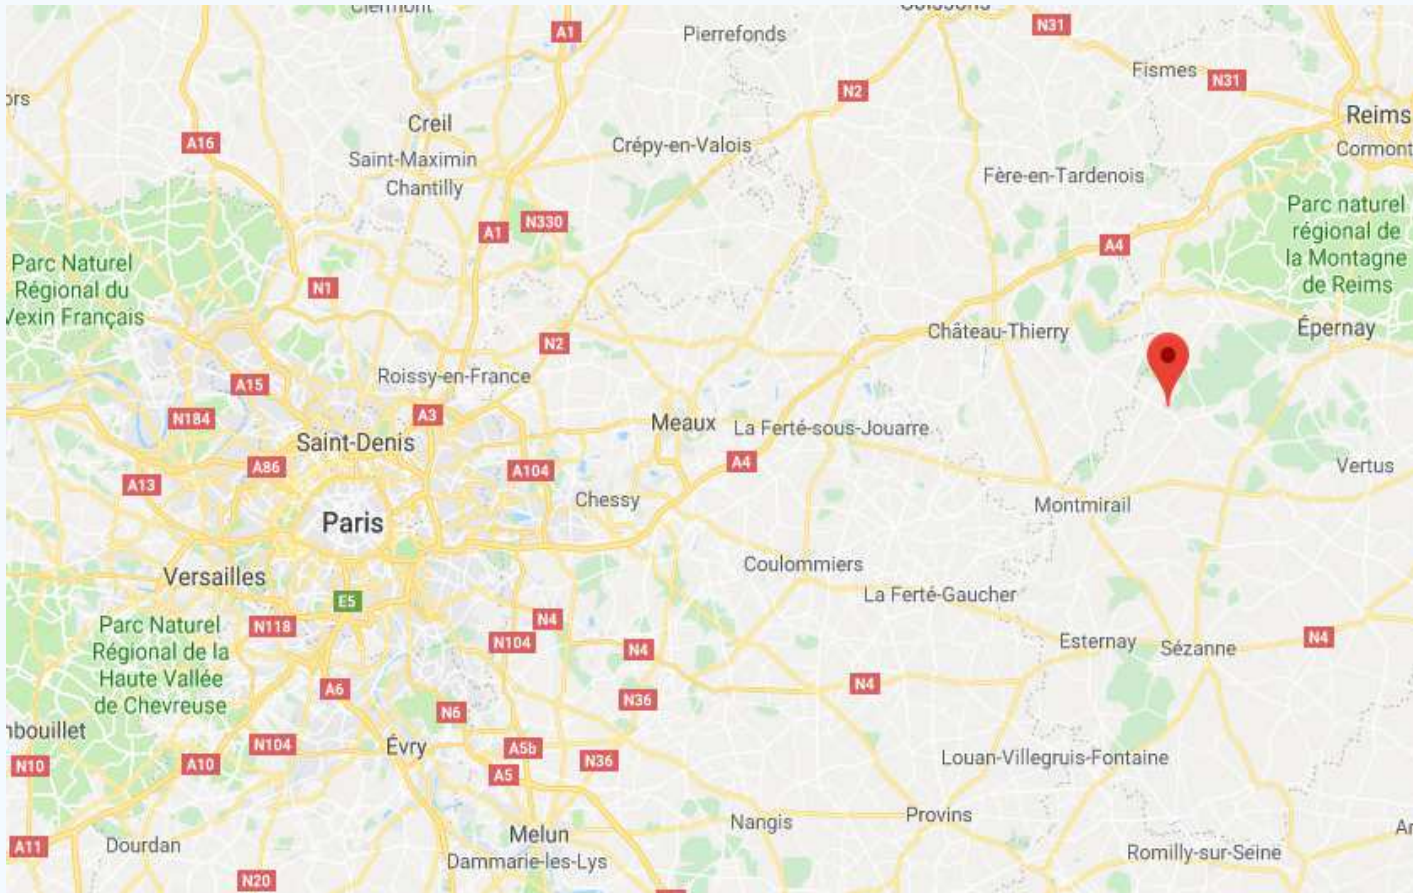 Clermont
A1
Pierrefonds
N31
Fismes
N31
N2
Reims
Cormont
ors
A16
Creil
Saint-Maximin
Chantilly
Crépy-en-Valois
Fère-en-Tardenois
A1
N330
A4
Parc naturel
régional de
la Montagne
de Reims
Parc Naturel
Régional du
Vexin Français
N1
N2
Château-Thierry
Épernay
Roissy-en-France
A15
A3
N184
Saint-Denis
Meaux
La Ferté-sous-Jouarre
A86
A104
A4
A13
Vertus
Chessy
Montmirail
Paris
Versailles
Coulommiers
E5
La Ferté-Gaucher
N118
N4
N104
N4
Esternay
Sézanne
N4
Parc Naturel
Régional de la
Haute Vallée
de Chevreuse
A6
N36
N4
N6
mbouillet
N104
Évry
A5b
N36
N10
A10
A5
Louan-Villegruis-Fontaine
Nangis
Provins
A11
Dourdan
Melun
Dammarie-les-Lys
Romilly-sur-Seine
N20